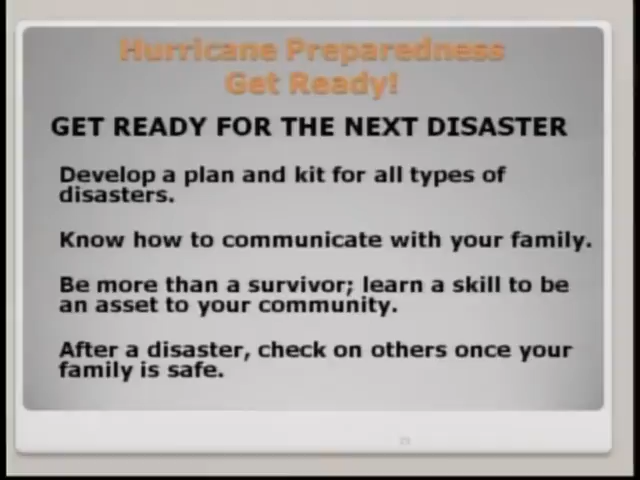 Hurricane Preparedness
Get Ready!
GET READY FOR THE NEXT DISASTER
Develop a plan and kit for all types of
disasters.
Know how to communicate with your family.
Be more than a survivor; learn a skill to be
an asset to your community.
After a disaster, check on others once your
family is safe.